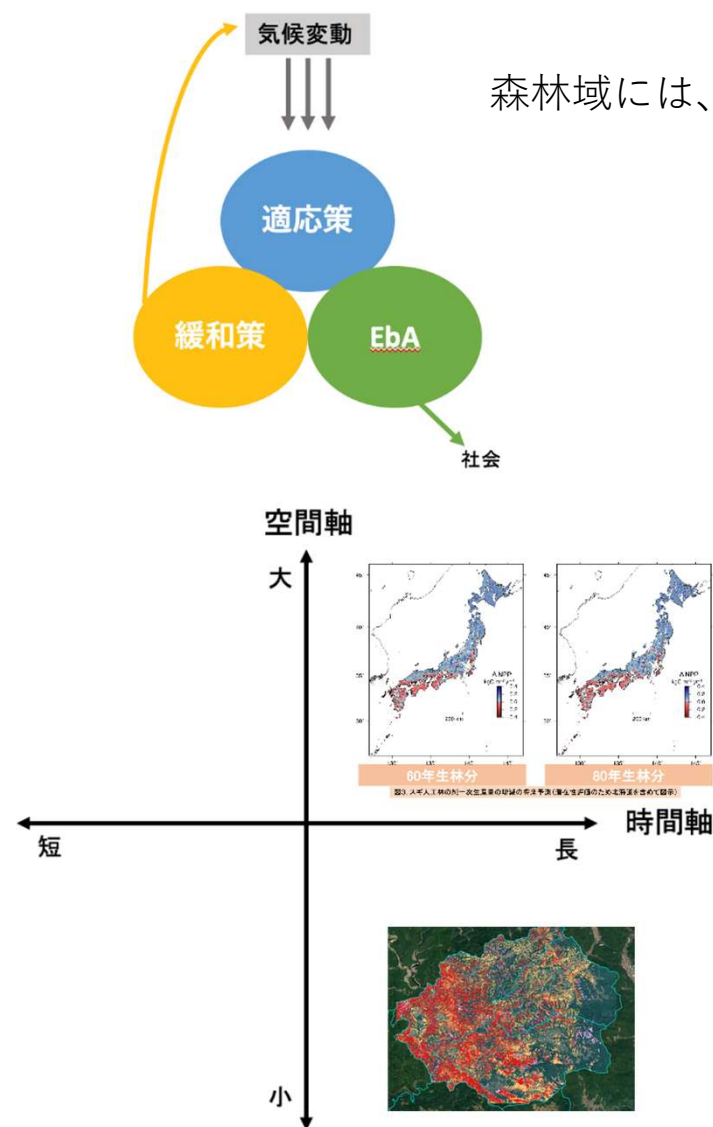 気候変動
森林域には、
適応策
緩和策
EbA
社会
空間軸
大
60年生林分
80年生林分
時間軸
短
長
小